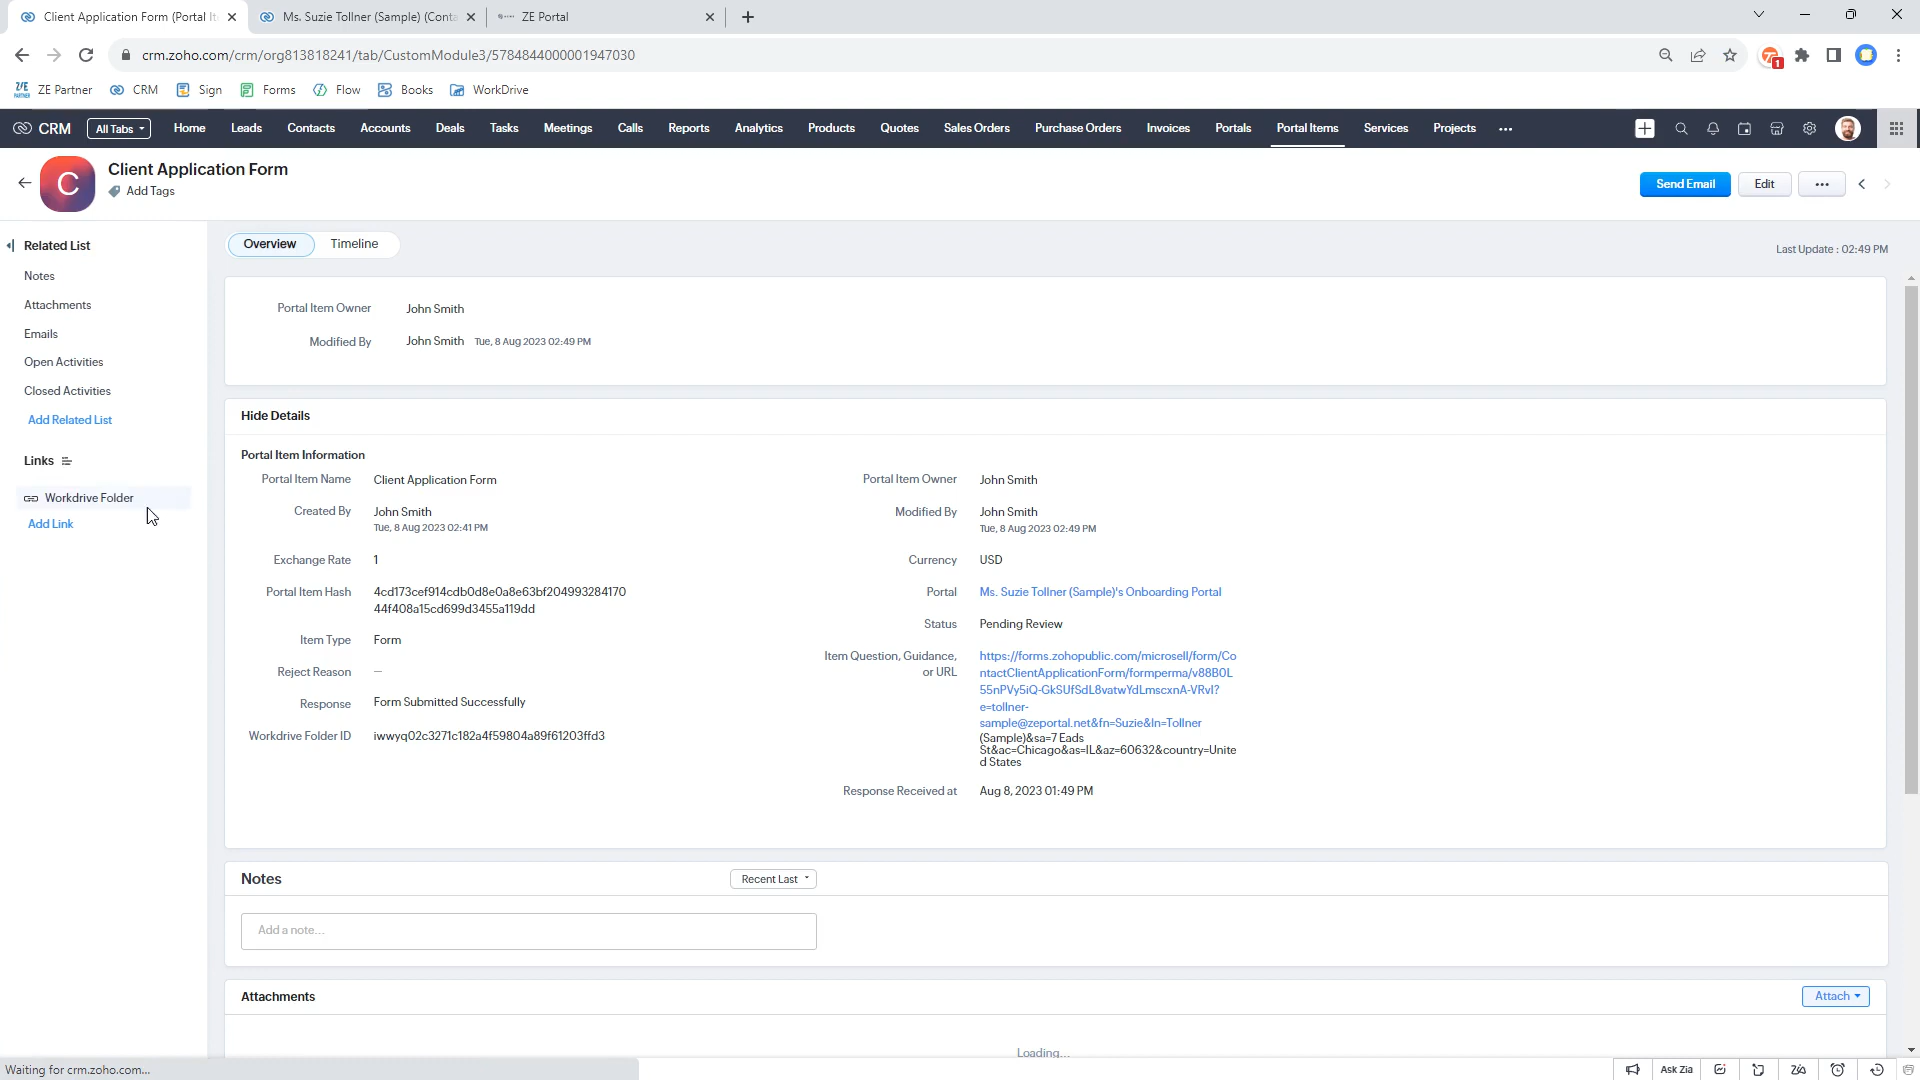 Client Application Form (Portal It
Ms. Suzie Tollner (Sample) (Conta
ZE Portal
crm.zoho.com/crm/org813818241/tab/CustomModule3/5784844000001947030
1
ZE Partner
CRM
Sign
Forms
Flow
Books
WorkDrive
CRM
All Tabs
Home
Leads
Contacts
Accounts
Deals
Tasks
Meetings
Calls
Reports
Analytics
Products
Quotes
Sales Orders
Purchase Orders
Invoices
Portals
Portal Items
Services
Projects
C
Client Application Form
Add Tags
Send Email
Edit
Related List
Notes
Attachments
Emails
Open Activities
Closed Activities
Add Related List
Links
Workdrive Folder
Add Link
Overview
Timeline
Last Update : 02:49 PM
Portal Item Owner John Smith
Modified By John Smith Tue, 8 Aug 2023 02:49 PM
Hide Details
Portal Item Information
Portal Item Name Client Application Form
Portal Item Owner John Smith
Created By John Smith
Tue, 8 Aug 2023 02:41 PM
Modified By John Smith
Tue, 8 Aug 2023 02:49 PM
Exchange Rate 1
Currency USD
Portal Item Hash 4cd173cef914cdb0d8e0a8e63bf204993284170
44f408a15cd699d3455a119dd
Portal Ms. Suzie Tollner (Sample)'s Onboarding Portal
Status Pending Review
Item Type Form
Item Question, Guidance,
or URL
https://forms.zohopublic.com/microsell/form/Co
ntactClientApplicationForm/formperma/v88B0L
55nPVy5iQ-GkSUfSdL8vatwYdLmscxnA-VRvI?
e=tollner-
sample@zeportal.net&fn=Suzie&ln=Tollner
(Sample)&sa=7 Eads
St&ac=Chicago&as=IL&az=60632&country=Unite
d States
Reject Reason —
Response Form Submitted Successfully
Workdrive Folder ID iwwyq02c3271c182a4f59804a89f61203ffd3
Response Received at Aug 8, 2023 01:49 PM
Notes
Recent Last
Add a note...
Attachments
Attach
Loading...
Waiting for crm.zoho.com...
Ask Zia